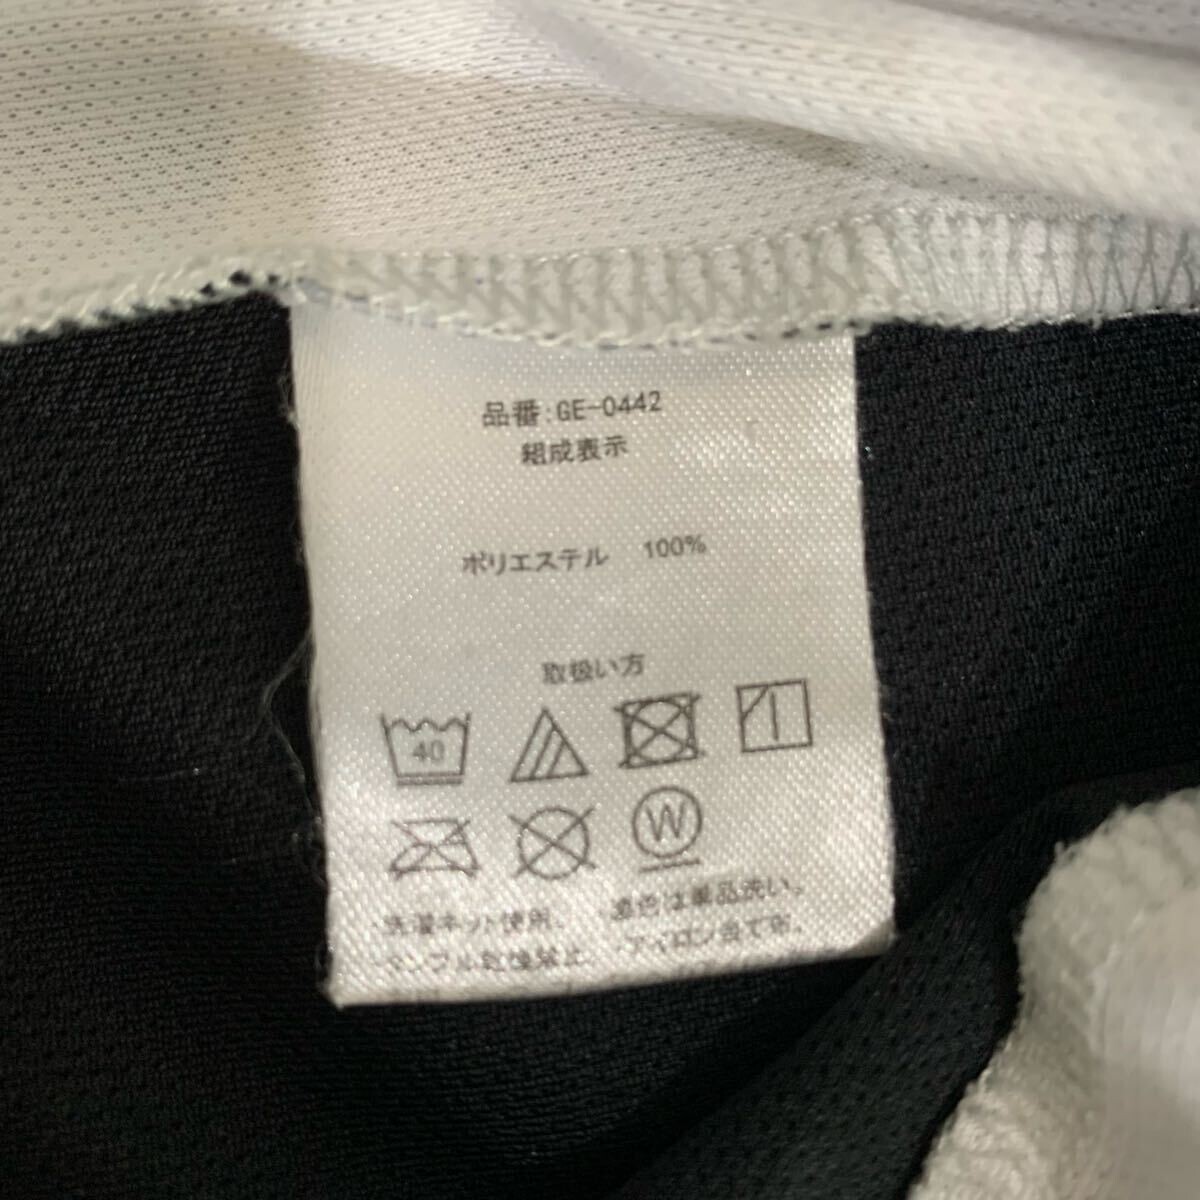 品番:GE-0442
組成表示
ポリエステル 100%
取扱い方
40
W
・洗濯ネット使用、 ・濃色は単品洗い。
・タンブル乾燥禁止、・アイロン当て布。